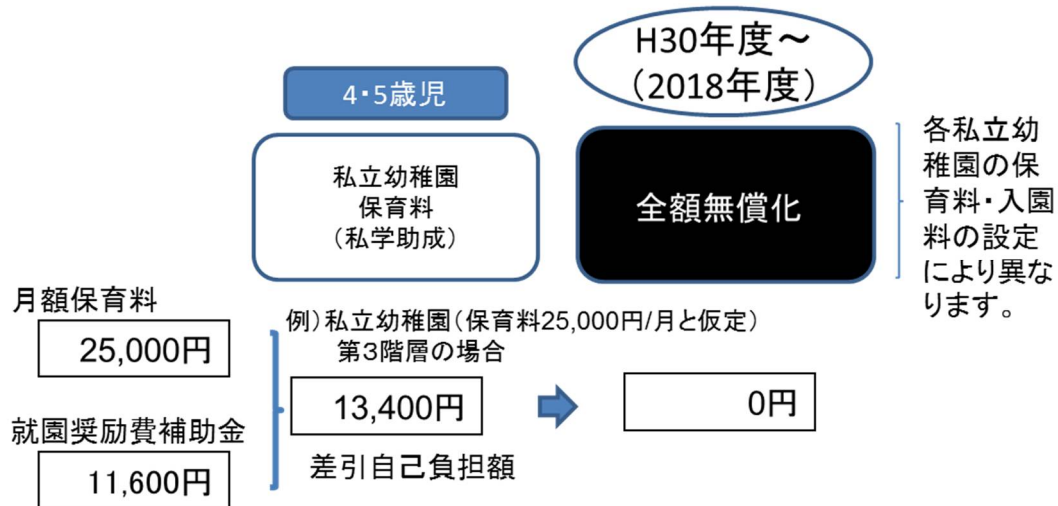 H30年度～
（2018年度）
4・5歳児
私立幼稚園
保育料
（私学助成）
全額無償化
各私立幼
稚園の保
育料・入園
料の設定
により異な
ります。
月額保育料
25,000円
就園奨励費補助金
11,600円
例）私立幼稚園（保育料25,000円/月と仮定）
第３階層の場合
13,400円
差引自己負担額
0円